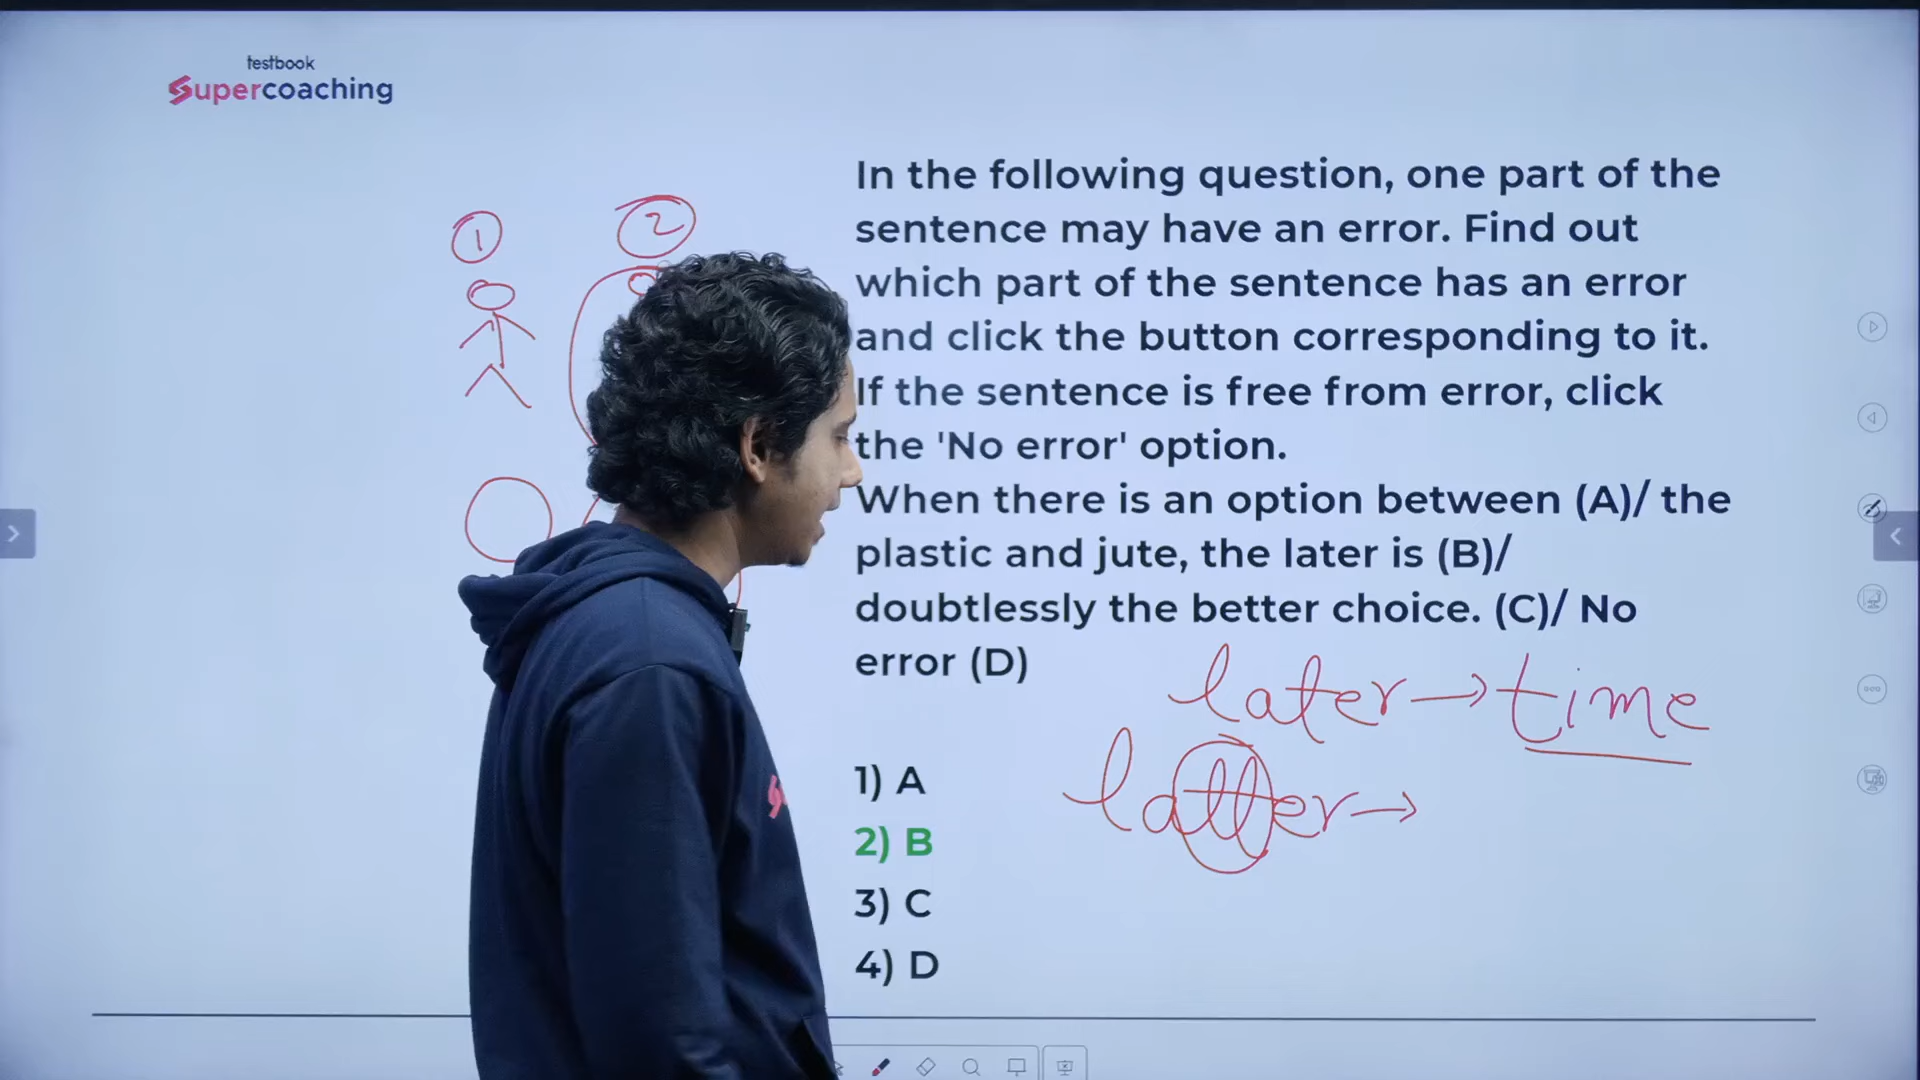 testbook
Supercoaching
In the following question, one part of the
sentence may have an error. Find out
which part of the sentence has an error
and click the button corresponding to it.
If the sentence is free from error, click
the 'No error' option.
When there is an option between (A)/ the
plastic and jute, the later is (B)/
doubtlessly the better choice. (C)/ No
error (D)
later → time
latter →
1) A
2) B
3) C
4) D
1
2